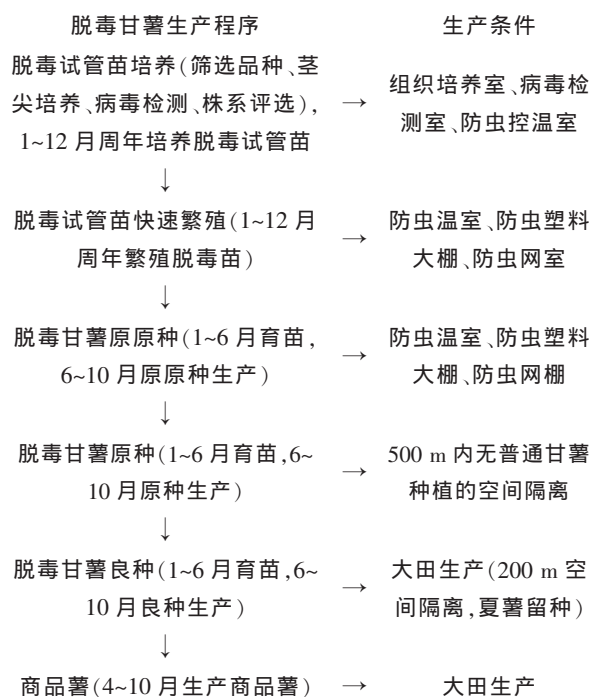 脱毒甘薯生产程序
生产条件
脱毒试管苗培养(筛选品种、茎
尖培养、病毒检测、株系评选),
1~12 月周年培养脱毒试管苗
→
组织培养室、病毒检
测室、防虫控温室
↓
脱毒试管苗快速繁殖(1~12 月
周年繁殖脱毒苗)
→
防虫温室、防虫塑料
大棚、防虫网室
↓
脱毒甘薯原原种(1~6 月育苗,
6~10 月原原种生产)
→
防虫温室、防虫塑料
大棚、防虫网棚
↓
脱毒甘薯原种(1~6 月育苗,6~
10 月原种生产)
→
500 m 内无普通甘薯
种植的空间隔离
↓
脱毒甘薯良种(1~6 月育苗,6~
10 月良种生产)
→
大田生产(200 m 空
间隔离,夏薯留种)
↓
商品薯(4~10 月生产商品薯)
→
大田生产